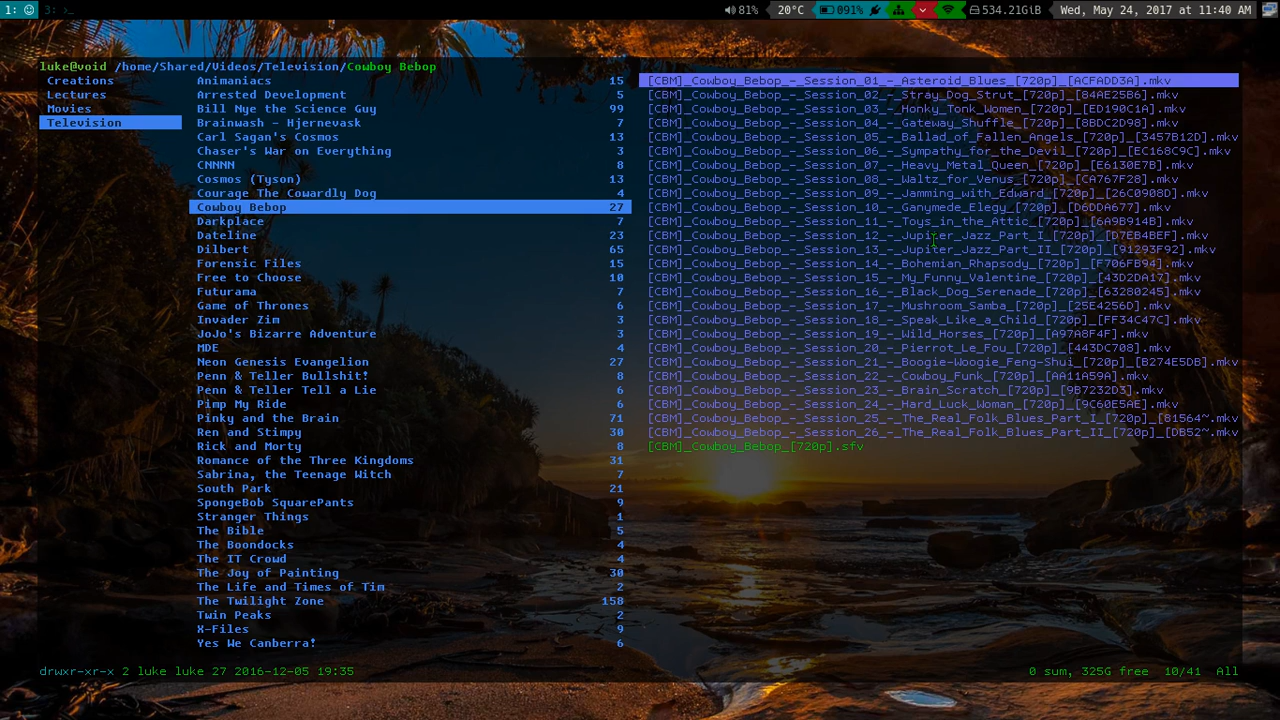 1: ☺ 3: >_ 81% 20°C 091% 534.21GiB Wed, May 24, 2017 at 11:40 AM
luke@void /home/Shared/Videos/Television/Cowboy Bebop
Creations
Lectures
Movies
Television
Animaniacs 15
Arrested Development 5
Bill Nye the Science Guy 99
Brainwash - Hjernevask 7
Carl Sagan's Cosmos 13
Chaser's War on Everything 3
CNNNN 8
Cosmos (Tyson) 13
Courage The Cowardly Dog 4
Cowboy Bebop 27
Darkplace 7
Dateline 23
Dilbert 65
Forensic Files 15
Free to Choose 10
Futurama 7
Game of Thrones 6
Invader Zim 3
JoJo's Bizarre Adventure 3
MDE 4
Neon Genesis Evangelion 27
Penn & Teller Bullshit! 8
Penn & Teller Tell a Lie 6
Pimp My Ride 6
Pinky and the Brain 71
Ren and Stimpy 30
Rick and Morty 8
Romance of the Three Kingdoms 31
Sabrina, the Teenage Witch 7
South Park 21
SpongeBob SquarePants 9
Stranger Things 1
The Bible 5
The Boondocks 4
The IT Crowd 4
The Joy of Painting 30
The Life and Times of Tim 2
The Twilight Zone 158
Twin Peaks 2
X-Files 9
Yes We Canberra! 6
[CBM]_Cowboy_Bebop_-_Session_01_-_Asteroid_Blues_[720p]_[ACFADD3A].mkv
[CBM]_Cowboy_Bebop_-_Session_02_-_Stray_Dog_Strut_[720p]_[84AE25B6].mkv
[CBM]_Cowboy_Bebop_-_Session_03_-_Honky_Tonk_Women_[720p]_[ED190C1A].mkv
[CBM]_Cowboy_Bebop_-_Session_04_-_Gateway_Shuffle_[720p]_[8BDC2D98].mkv
[CBM]_Cowboy_Bebop_-_Session_05_-_Ballad_of_Fallen_Angels_[720p]_[3457B12D].mkv
[CBM]_Cowboy_Bebop_-_Session_06_-_Sympathy_for_the_Devil_[720p]_[EC168C9C].mkv
[CBM]_Cowboy_Bebop_-_Session_07_-_Heavy_Metal_Queen_[720p]_[E6130E7B].mkv
[CBM]_Cowboy_Bebop_-_Session_08_-_Waltz_for_Venus_[720p]_[CA767F28].mkv
[CBM]_Cowboy_Bebop_-_Session_09_-_Jamming_with_Edward_[720p]_[26C0908D].mkv
[CBM]_Cowboy_Bebop_-_Session_10_-_Ganymede_Elegy_[720p]_[D6DDA677].mkv
[CBM]_Cowboy_Bebop_-_Session_11_-_Toys_in_the_Attic_[720p]_[6A9B914B].mkv
[CBM]_Cowboy_Bebop_-_Session_12_-_Jupiter_Jazz_Part_I_[720p]_[D7EB4BEF].mkv
[CBM]_Cowboy_Bebop_-_Session_13_-_Jupiter_Jazz_Part_II_[720p]_[91293F92].mkv
[CBM]_Cowboy_Bebop_-_Session_14_-_Bohemian_Rhapsody_[720p]_[F706FB94].mkv
[CBM]_Cowboy_Bebop_-_Session_15_-_My_Funny_Valentine_[720p]_[43D2DA17].mkv
[CBM]_Cowboy_Bebop_-_Session_16_-_Black_Dog_Serenade_[720p]_[63280245].mkv
[CBM]_Cowboy_Bebop_-_Session_17_-_Mushroom_Samba_[720p]_[25E4256D].mkv
[CBM]_Cowboy_Bebop_-_Session_18_-_Speak_Like_a_Child_[720p]_[FF34C47C].mkv
[CBM]_Cowboy_Bebop_-_Session_19_-_Wild_Horses_[720p]_[A97A8F4F].mkv
[CBM]_Cowboy_Bebop_-_Session_20_-_Pierrot_Le_Fou_[720p]_[443DC708].mkv
[CBM]_Cowboy_Bebop_-_Session_21_-_Boogie-Woogie_Feng-Shui_[720p]_[B274E5DB].mkv
[CBM]_Cowboy_Bebop_-_Session_22_-_Cowboy_Funk_[720p]_[AA11A59A].mkv
[CBM]_Cowboy_Bebop_-_Session_23_-_Brain_Scratch_[720p]_[9B7232D3].mkv
[CBM]_Cowboy_Bebop_-_Session_24_-_Hard_Luck_Woman_[720p]_[9C60E5AE].mkv
[CBM]_Cowboy_Bebop_-_Session_25_-_The_Real_Folk_Blues_Part_I_[720p]_[81564~.mkv
[CBM]_Cowboy_Bebop_-_Session_26_-_The_Real_Folk_Blues_Part_II_[720p]_[DB52~.mkv
[CBM]_Cowboy_Bebop_[720p].sfv
drwxr-xr-x 2 luke luke 27 2016-12-05 19:35 0 sum, 325G free 10/41 All